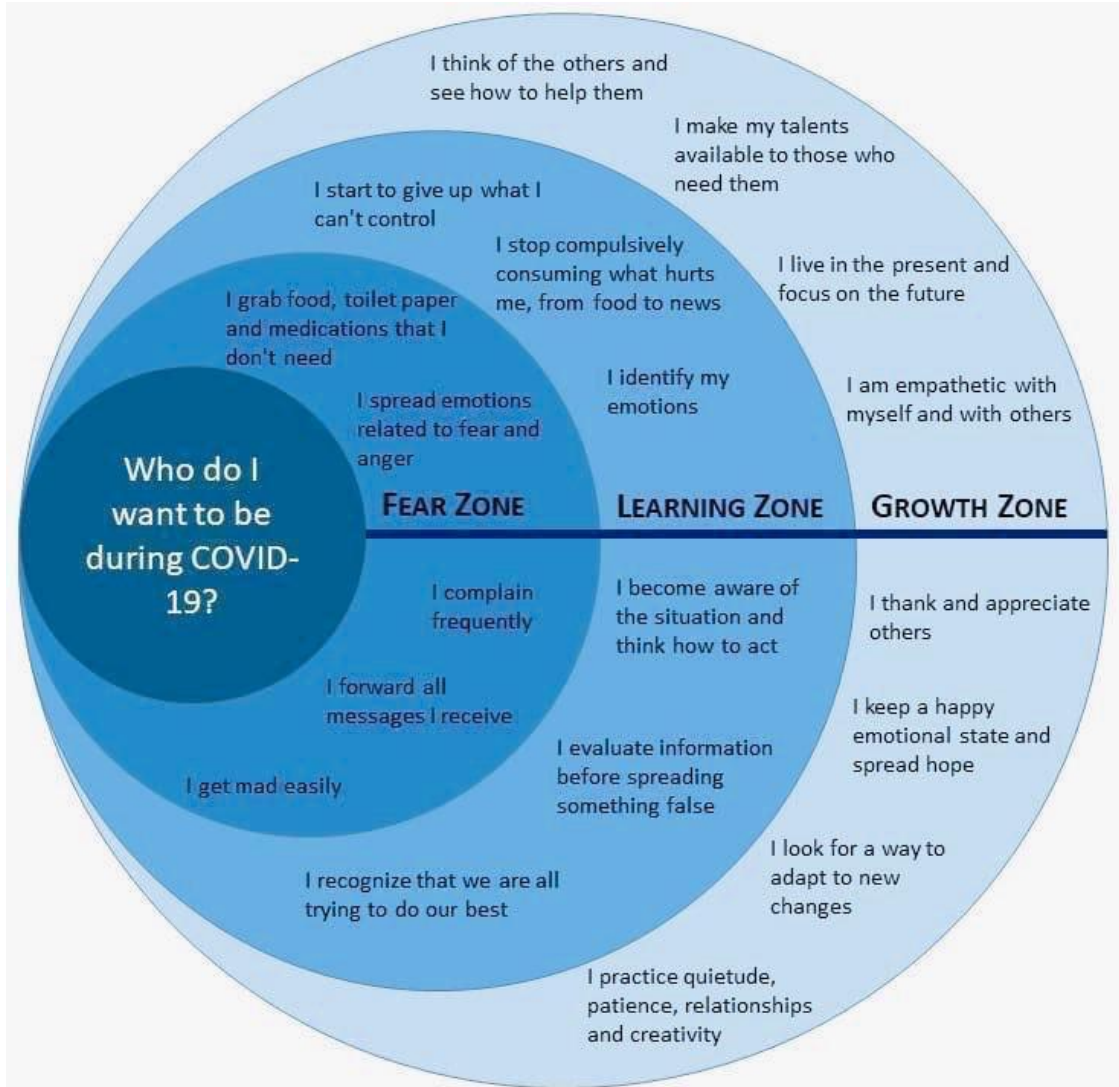 I think of the others and
see how to help them
I make my talents
available to those who
need them
I start to give up what I
can't control
I stop compulsively
consuming what hurts
me, from food to news
I live in the present and
focus on the future
I grab food, toilet paper
and medications that I
don't need
I identify my
emotions
I am empathetic with
myself and with others
I spread emotions
related to fear and
anger
Who do I
want to be
during COVID-
19?
FEAR ZONE
LEARNING ZONE
GROWTH ZONE
I complain
frequently
I become aware of
the situation and
think how to act
I thank and appreciate
others
I forward all
messages I receive
I keep a happy
emotional state and
spread hope
I evaluate information
before spreading
something false
I get mad easily
I look for a way to
adapt to new
changes
I recognize that we are all
trying to do our best
I practice quietude,
patience, relationships
and creativity